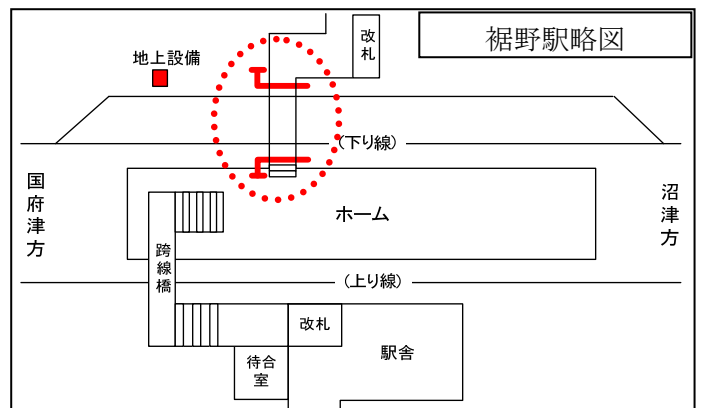 裾野駅略図
改札
地上設備
(下り線)
国府津方
沼津方
ホーム
跨線橋
(上り線)
改札
駅舎
待合
室